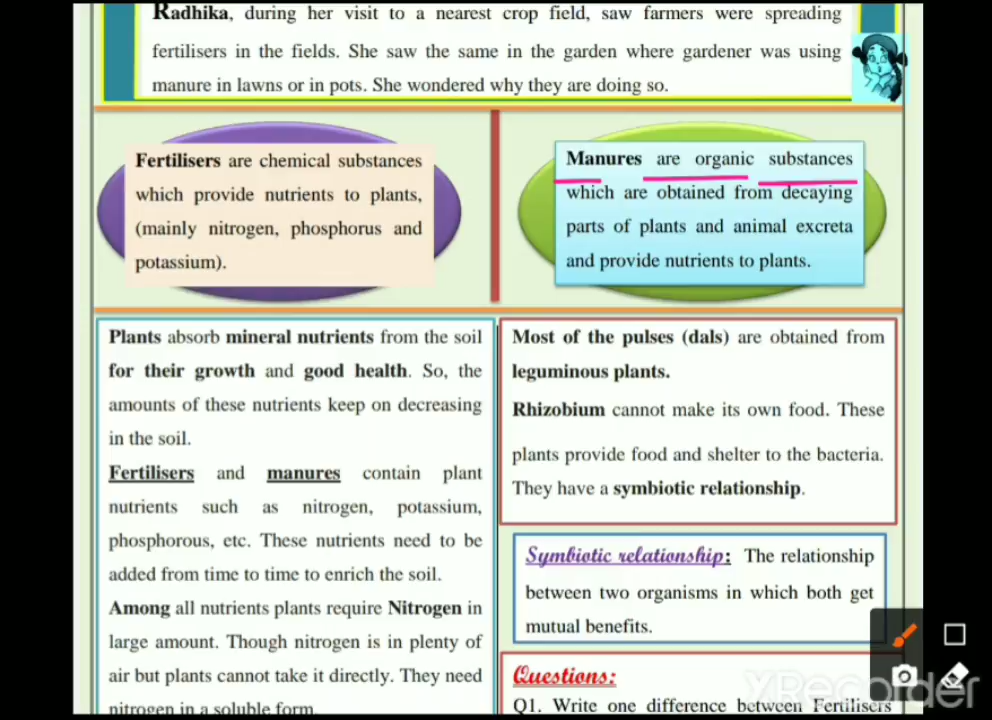 Radhika, during her visit to a nearest crop field, saw farmers were spreading
fertilisers in the fields. She saw the same in the garden where gardener was using
manure in lawns or in pots. She wondered why they are doing so.
Fertilisers are chemical substances
which provide nutrients to plants,
(mainly nitrogen, phosphorus and
potassium).
Manures are organic substances
which are obtained from decaying
parts of plants and animal excreta
and provide nutrients to plants.
Plants absorb mineral nutrients from the soil
for their growth and good health. So, the
amounts of these nutrients keep on decreasing
in the soil.
Fertilisers and manures contain plant
nutrients such as nitrogen, potassium,
phosphorous, etc. These nutrients need to be
added from time to time to enrich the soil.
Among all nutrients plants require Nitrogen in
large amount. Though nitrogen is in plenty of
air but plants cannot take it directly. They need
nitrogen in a soluble form.
Most of the pulses (dals) are obtained from
leguminous plants.
Rhizobium cannot make its own food. These
plants provide food and shelter to the bacteria.
They have a symbiotic relationship.
Symbiotic relationship: The relationship
between two organisms in which both get
mutual benefits.
Questions:
Q1. Write one difference between Fertilisers
XRecorder